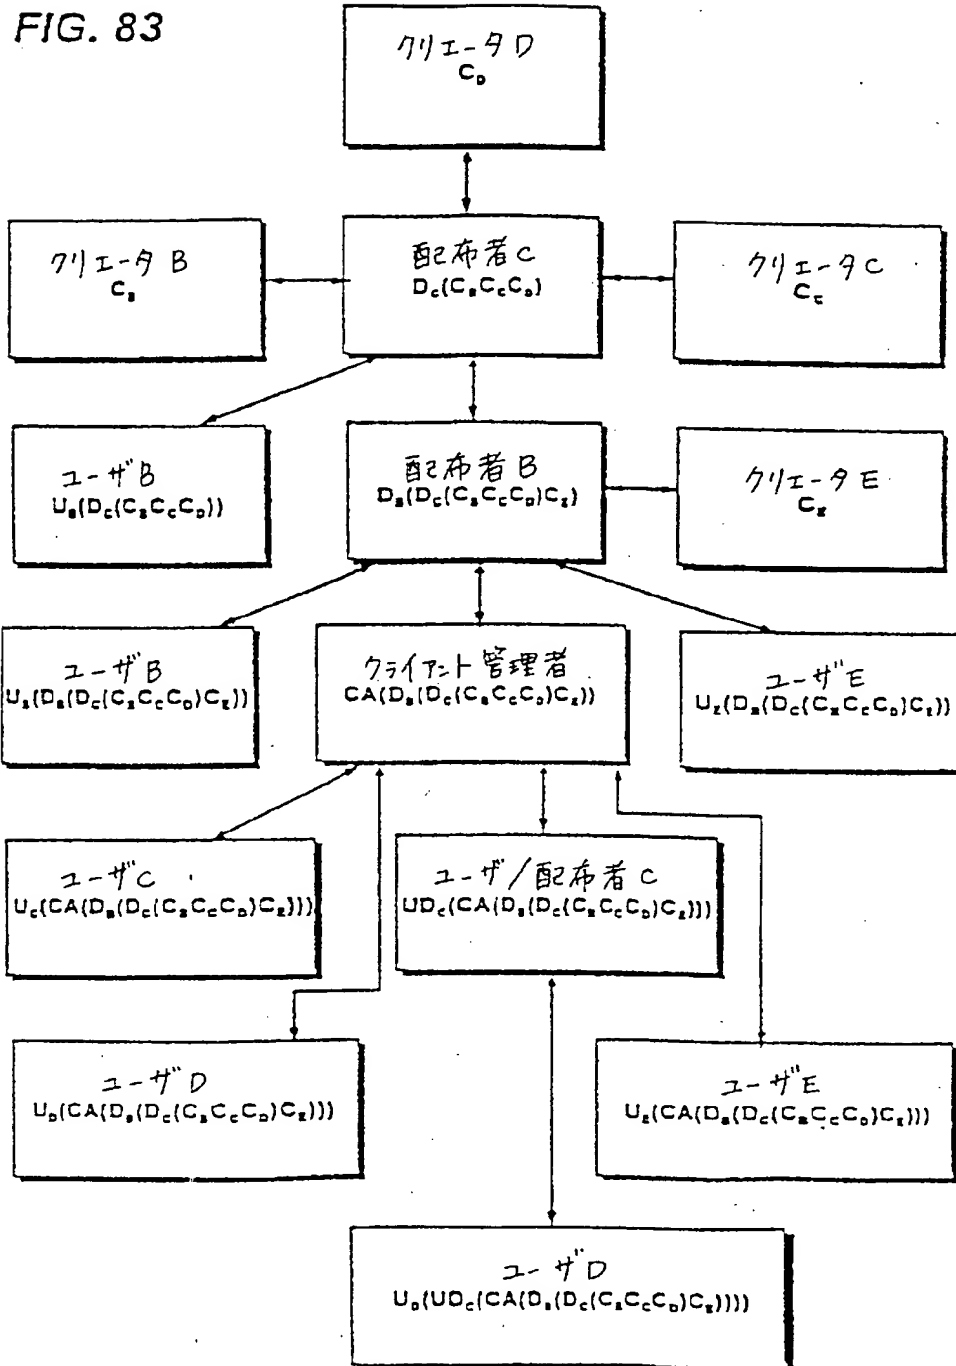 FIG. 83
クリエータD
C_D
クリエータB
C_B
配布者C
D_C(C_BC_CC_D)
クリエータC
C_C
ユーザB
U_B(D_C(C_BC_CC_D))
配布者B
D_B(D_C(C_BC_CC_D)C_E)
クリエータE
C_E
ユーザB
U_B(D_B(D_C(C_BC_CC_D)C_E))
クライアント管理者
CA(D_B(D_C(C_BC_CC_D)C_E))
ユーザE
U_E(D_B(D_C(C_BC_CC_D)C_E))
ユーザC
U_C(CA(D_B(D_C(C_BC_CC_D)C_E)))
ユーザ/配布者C
UD_C(CA(D_B(D_C(C_BC_CC_D)C_E)))
ユーザD
U_D(CA(D_B(D_C(C_BC_CC_D)C_E)))
ユーザE
U_E(CA(D_B(D_C(C_BC_CC_D)C_E)))
ユーザD
U_D(UD_C(CA(D_B(D_C(C_BC_CC_D)C_E))))